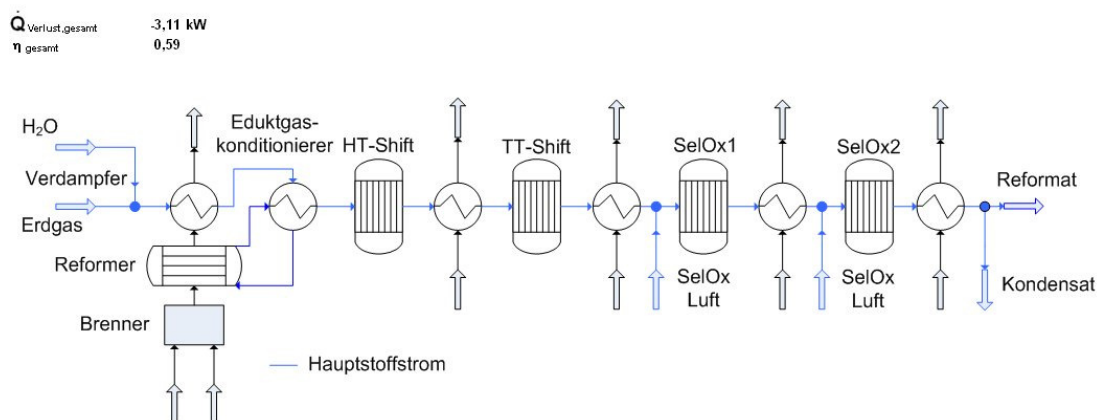 Q̇ Verlust,gesamt -3,11 kW
η gesamt 0,59
H₂O
Eduktgas-
konditionierer
HT-Shift
TT-Shift
SelOx1
SelOx2
Verdampfer
Erdgas
Reformat
Reformer
SelOx
Luft
SelOx
Luft
Kondensat
Brenner
Hauptstoffstrom